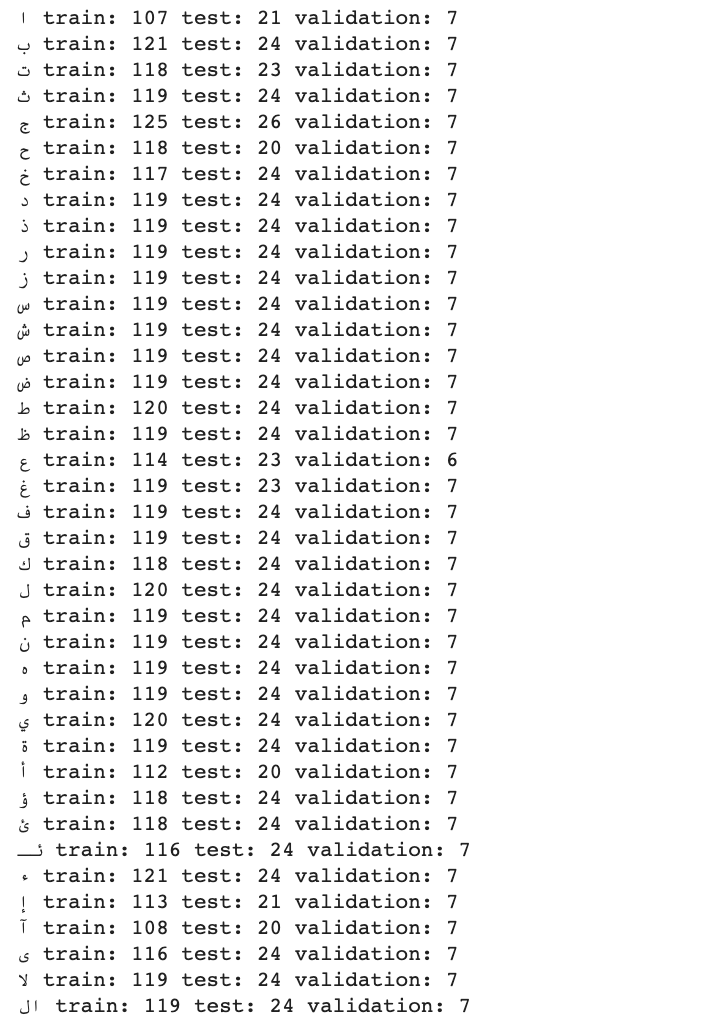 ا train: 107 test: 21 validation: 7
ب train: 121 test: 24 validation: 7
ت train: 118 test: 23 validation: 7
ث train: 119 test: 24 validation: 7
ج train: 125 test: 26 validation: 7
ح train: 118 test: 20 validation: 7
خ train: 117 test: 24 validation: 7
د train: 119 test: 24 validation: 7
ذ train: 119 test: 24 validation: 7
ر train: 119 test: 24 validation: 7
ز train: 119 test: 24 validation: 7
س train: 119 test: 24 validation: 7
ش train: 119 test: 24 validation: 7
ص train: 119 test: 24 validation: 7
ض train: 119 test: 24 validation: 7
ط train: 120 test: 24 validation: 7
ظ train: 119 test: 24 validation: 7
ع train: 114 test: 23 validation: 6
غ train: 119 test: 23 validation: 7
ف train: 119 test: 24 validation: 7
ق train: 119 test: 24 validation: 7
ك train: 118 test: 24 validation: 7
ل train: 120 test: 24 validation: 7
م train: 119 test: 24 validation: 7
ن train: 119 test: 24 validation: 7
ه train: 119 test: 24 validation: 7
و train: 119 test: 24 validation: 7
ي train: 120 test: 24 validation: 7
ة train: 119 test: 24 validation: 7
أ train: 112 test: 20 validation: 7
ؤ train: 118 test: 24 validation: 7
ئ train: 118 test: 24 validation: 7
ئـ train: 116 test: 24 validation: 7
ء train: 121 test: 24 validation: 7
إ train: 113 test: 21 validation: 7
آ train: 108 test: 20 validation: 7
ى train: 116 test: 24 validation: 7
لا train: 119 test: 24 validation: 7
ال train: 119 test: 24 validation: 7